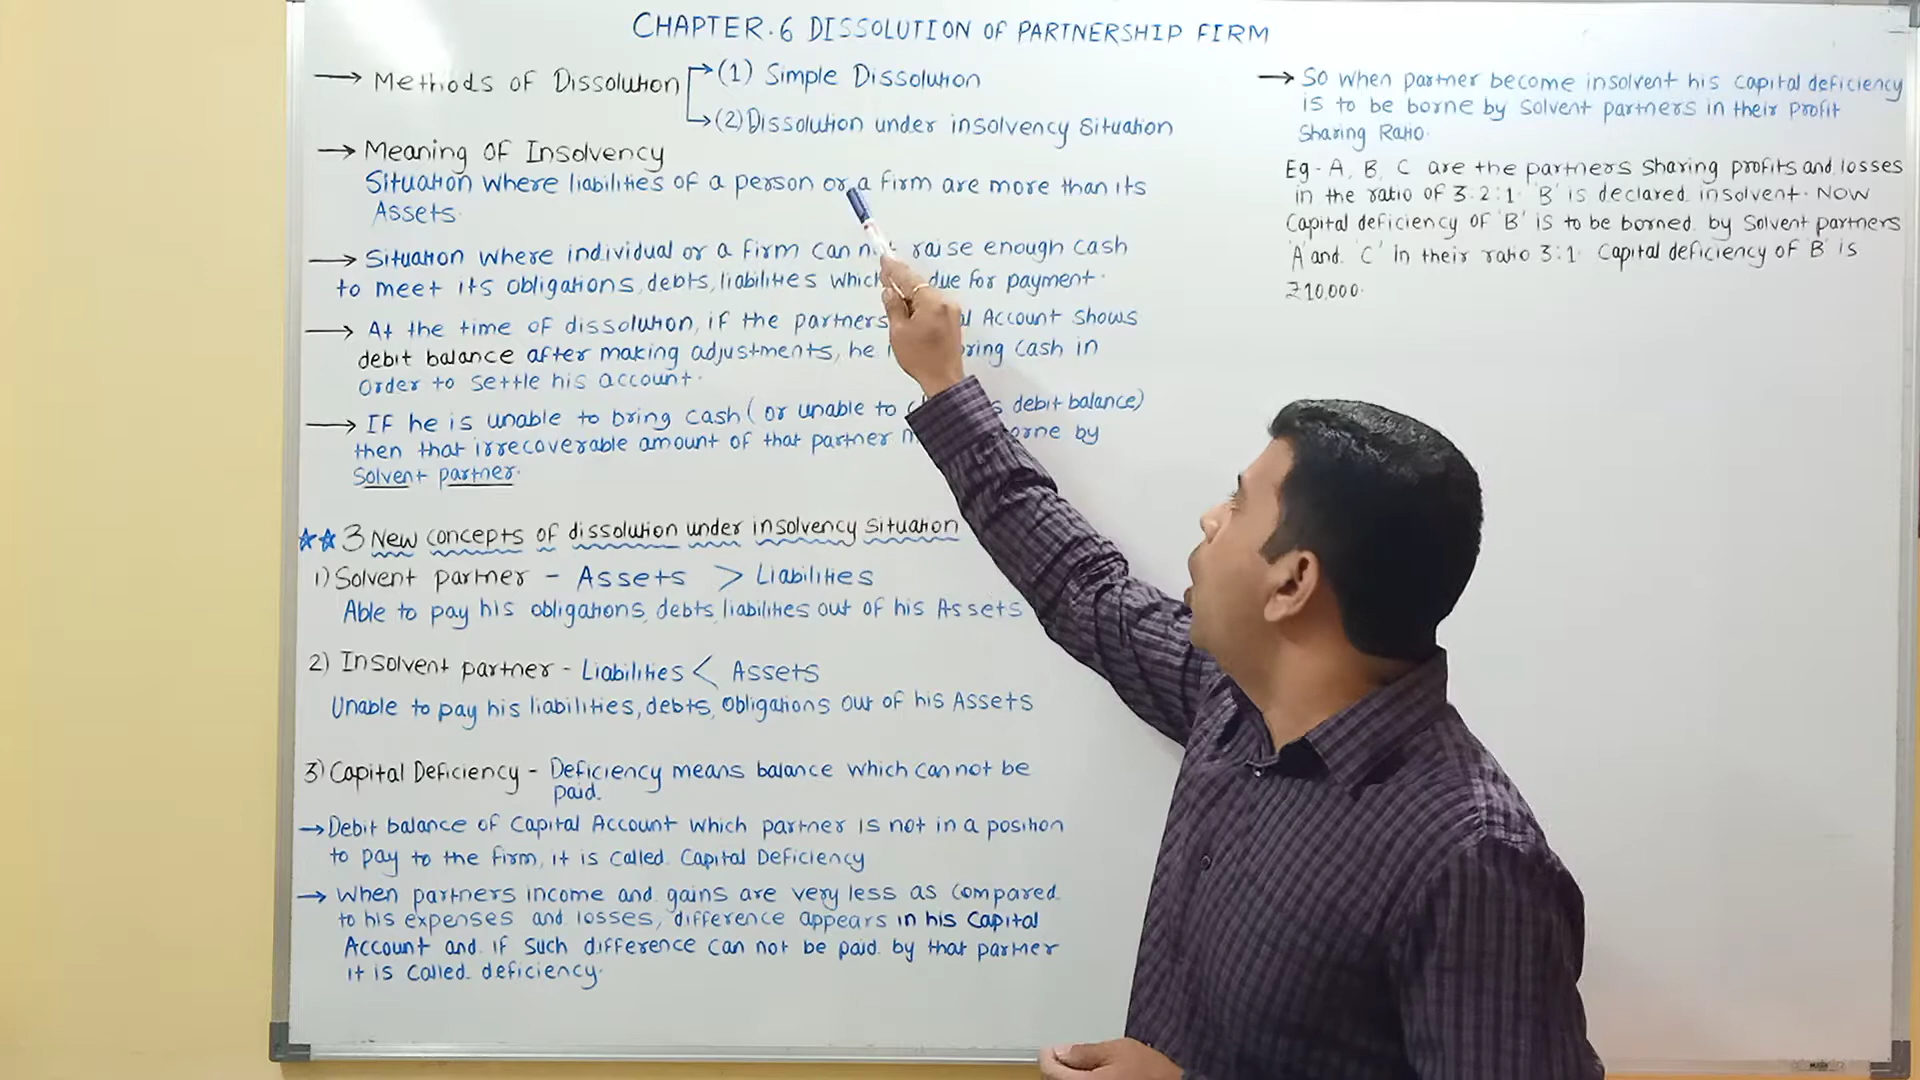 CHAPTER.6 DISSOLUTION OF PARTNERSHIP FIRM
→ Methods of Dissolution → (1) Simple Dissolution
→ (2) Dissolution under insolvency Situation
→ Meaning OF Insolvency
Situation where liabilities of a person or a firm are more than its
Assets.
→ Situation where individual or a firm can raise enough cash
to meet its obligations, debts, liabilities which due for payment.
→ At the time of dissolution, if the partners Account shows
debit balance after making adjustments, he cash in
order to settle his account.
→ IF he is unable to bring cash (or unable to debit balance)
then that irrecoverable amount of that partner by
Solvent partner.
★★ 3 New concepts of dissolution under insolvency situation
1) Solvent partner - Assets > Liabilities
Able to pay his obligations, debts, liabilities out of his Assets
2) Insolvent partner - Liabilities < Assets
Unable to pay his liabilities, debts, obligations out of his Assets
3) Capital Deficiency - Deficiency means balance which can not be
paid.
→ Debit balance of Capital Account which partner is not in a position
to pay to the firm, it is called Capital Deficiency
→ When partners income and gains are very less as compared
to his expenses and losses, difference appears in his Capital
Account and if such difference can not be paid by that partner
it is called deficiency.
→ So when partner become insolvent his capital deficiency
is to be borne by solvent partners in their profit
Sharing Ratio.
Eg - A, B, C are the partners sharing profits and losses
in the ratio of 3:2:1 'B' is declared insolvent. Now
Capital deficiency of 'B' is to be borned by Solvent partners
'A' and 'C' in their ratio 3:1. Capital deficiency of 'B' is
₹10,000.